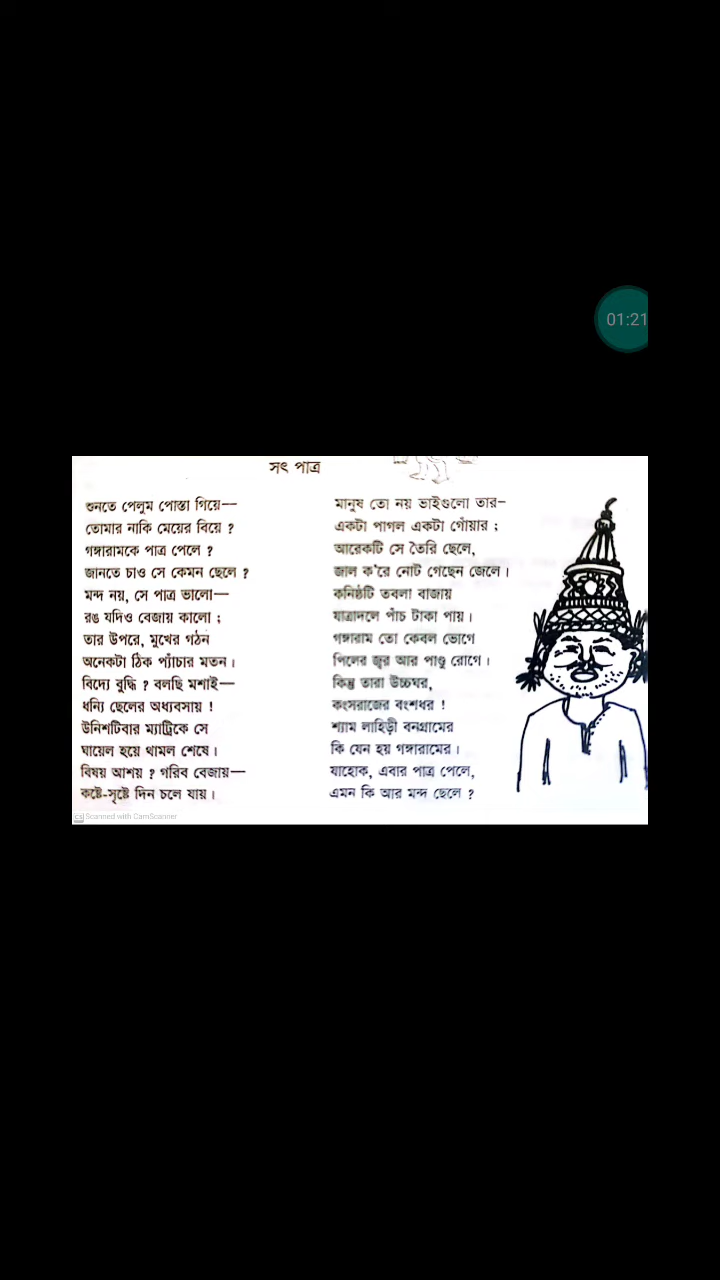 01:21
সৎ পাত্র
শুনতে পেলুম পোস্তা গিয়ে—
তোমার নাকি মেয়ের বিয়ে ?
গঙ্গারামকে পাত্র পেলে ?
জানতে চাও সে কেমন ছেলে ?
মন্দ নয়, সে পাত্র ভালো—
রঙ যদিও বেজায় কালো ;
তার উপরে, মুখের গঠন
অনেকটা ঠিক প্যাঁচার মতন।
বিদ্যে বুদ্ধি ? বলছি মশাই—
ধন্যি ছেলের অধ্যবসায় !
উনিশটিবার ম্যাট্রিকে সে
ঘায়েল হয়ে থামল শেষে।
বিষয় আশয় ? গরিব বেজায়—
কষ্টে-সৃষ্টে দিন চলে যায়।
মানুষ তো নয় ভাইগুলো তার-
একটা পাগল একটা গোঁয়ার ;
আরেকটি সে তৈরি ছেলে,
জাল ক'রে নোট গেছেন জেলে।
কনিষ্ঠটি তবলা বাজায়
যাত্রাদলে পাঁচ টাকা পায়।
গঙ্গারাম তো কেবল ভোগে
পিলের জ্বর আর পাণ্ডু রোগে।
কিন্তু তারা উচ্চঘর,
কংসরাজের বংশধর !
শ্যাম লাহিড়ী বনগ্রামের
কি যেন হয় গঙ্গারামের।
যাহোক, এবার পাত্র পেলে,
এমন কি আর মন্দ ছেলে ?
CS Scanned with CamScanner